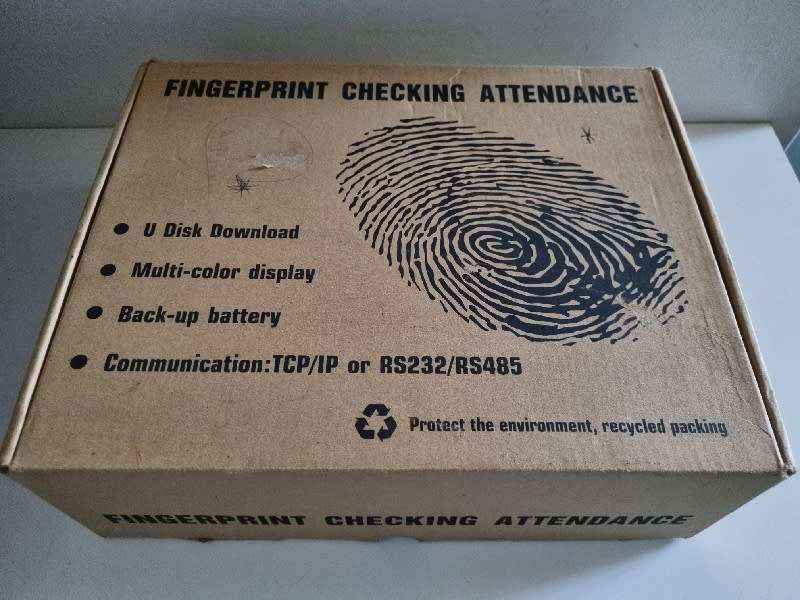 FINGERPRINT CHECKING ATTENDANCE
● U Disk Download
● Multi-color display
● Back-up battery
● Communication:TCP/IP or RS232/RS485
Protect the environment, recycled packing
FINGERPRINT CHECKING ATTENDANCE